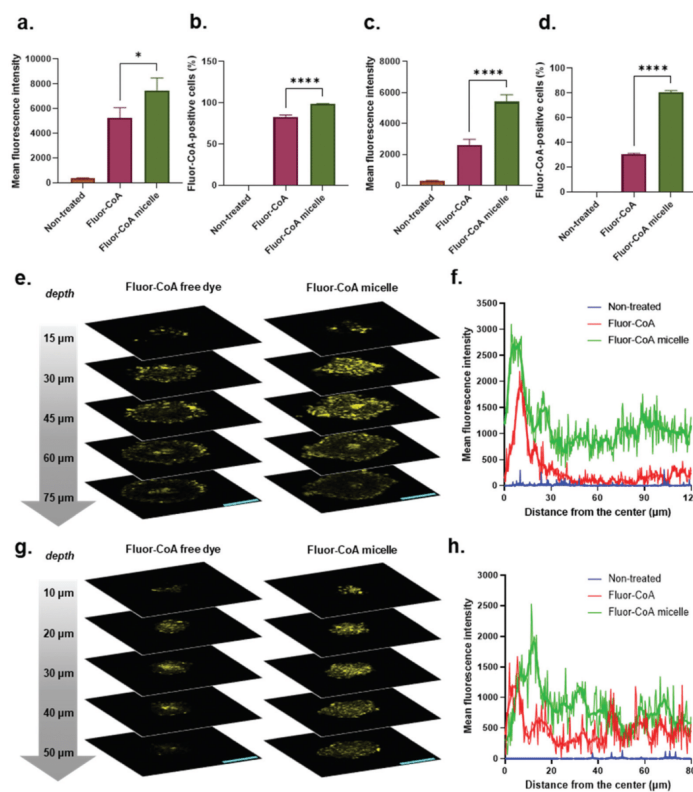 a.
b.
c.
d.
Mean fluorescence intensity
10000
8000
6000
4000
2000
0
*
Non-treated
Fluor-CoA
Fluor-CoA micelle
Fluor-CoA-positive cells (%)
150
100
50
0
****
Non-treated
Fluor-CoA
Fluor-CoA micelle
Mean fluorescence intensity
8000
6000
4000
2000
0
****
Non-treated
Fluor-CoA
Fluor-CoA micelle
Fluor-CoA-positive cells (%)
100
80
60
40
20
0
****
Non-treated
Fluor-CoA
Fluor-CoA micelle
e.
depth
Fluor-CoA free dye
Fluor-CoA micelle
15 µm
30 µm
45 µm
60 µm
75 µm
f.
Mean fluorescence intensity
3500
3000
2500
2000
1500
1000
500
0
Non-treated
Fluor-CoA
Fluor-CoA micelle
0 30 60 90 120
Distance from the center (µm)
g.
depth
Fluor-CoA free dye
Fluor-CoA micelle
10 µm
20 µm
30 µm
40 µm
50 µm
h.
Mean fluorescence intensity
3000
2500
2000
1500
1000
500
0
Non-treated
Fluor-CoA
Fluor-CoA micelle
0 20 40 60 80
Distance from the center (µm)